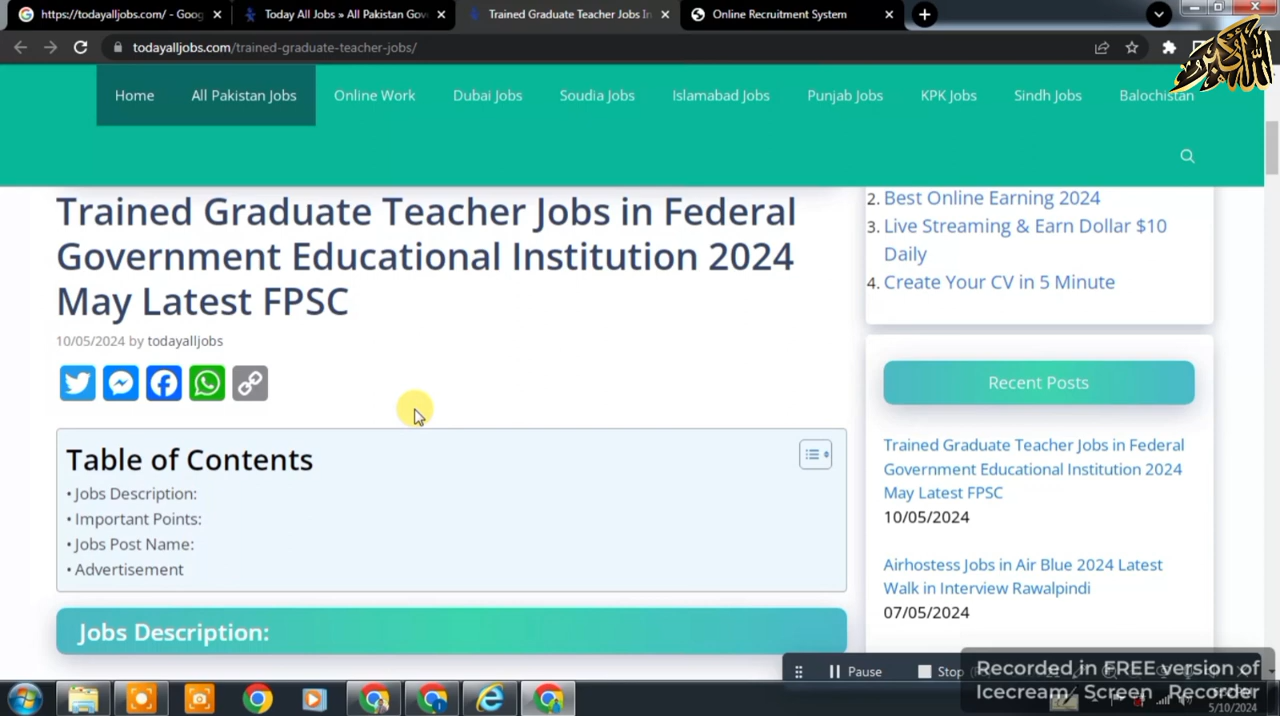 https://todayalljobs.com/ - Goog
Today All Jobs » All Pakistan Gov
Trained Graduate Teacher Jobs In
Online Recruitment System
todayalljobs.com/trained-graduate-teacher-jobs/
Home
All Pakistan Jobs
Online Work
Dubai Jobs
Soudia Jobs
Islamabad Jobs
Punjab Jobs
KPK Jobs
Sindh Jobs
Balochistan
الله اکبر
Trained Graduate Teacher Jobs in Federal
Government Educational Institution 2024
May Latest FPSC
10/05/2024 by todayalljobs
Table of Contents
• Jobs Description:
• Important Points:
• Jobs Post Name:
• Advertisement
Jobs Description:
2. Best Online Earning 2024
3. Live Streaming & Earn Dollar $10
Daily
4. Create Your CV in 5 Minute
Recent Posts
Trained Graduate Teacher Jobs in Federal
Government Educational Institution 2024
May Latest FPSC
10/05/2024
Airhostess Jobs in Air Blue 2024 Latest
Walk in Interview Rawalpindi
07/05/2024
Pause
Stop
Recorded in FREE version of
Icecream Screen Recorder
5/10/2024